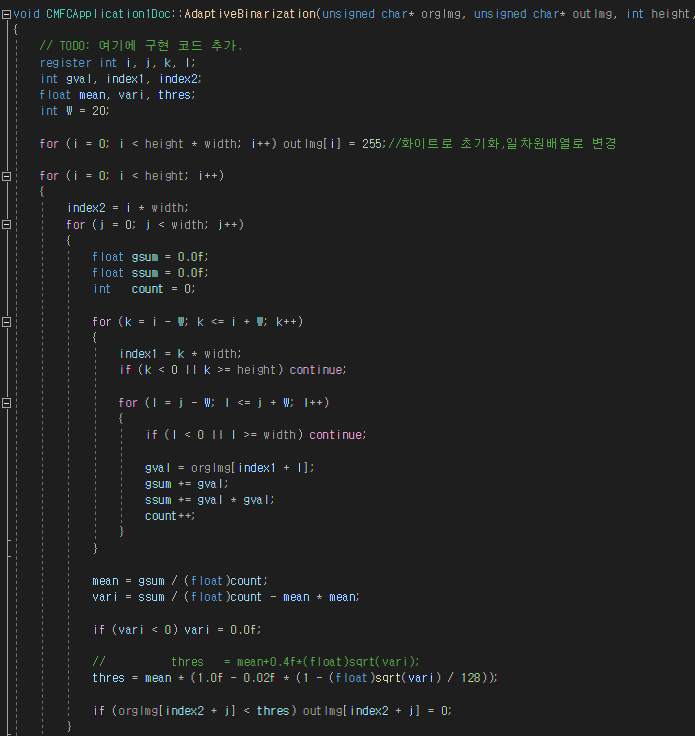 void CMFCApplication1Doc::AdaptiveBinarization(unsigned char* orgImg, unsigned char* outImg, int height,
{
// TODO: 여기에 구현 코드 추가.
register int i, j, k, l;
int gval, index1, index2;
float mean, vari, thres;
int W = 20;
for (i = 0; i < height * width; i++) outImg[i] = 255;//화이트로 초기화,일차원배열로 변경
for (i = 0; i < height; i++)
{
index2 = i * width;
for (j = 0; j < width; j++)
{
float gsum = 0.0f;
float ssum = 0.0f;
int count = 0;
for (k = i - W; k <= i + W; k++)
{
index1 = k * width;
if (k < 0 || k >= height) continue;
for (l = j - W; l <= j + W; l++)
{
if (l < 0 || l >= width) continue;
gval = orgImg[index1 + l];
gsum += gval;
ssum += gval * gval;
count++;
}
}
mean = gsum / (float)count;
vari = ssum / (float)count - mean * mean;
if (vari < 0) vari = 0.0f;
// thres = mean+0.4f*(float)sqrt(vari);
thres = mean * (1.0f - 0.02f * (1 - (float)sqrt(vari) / 128));
if (orgImg[index2 + j] < thres) outImg[index2 + j] = 0;
}